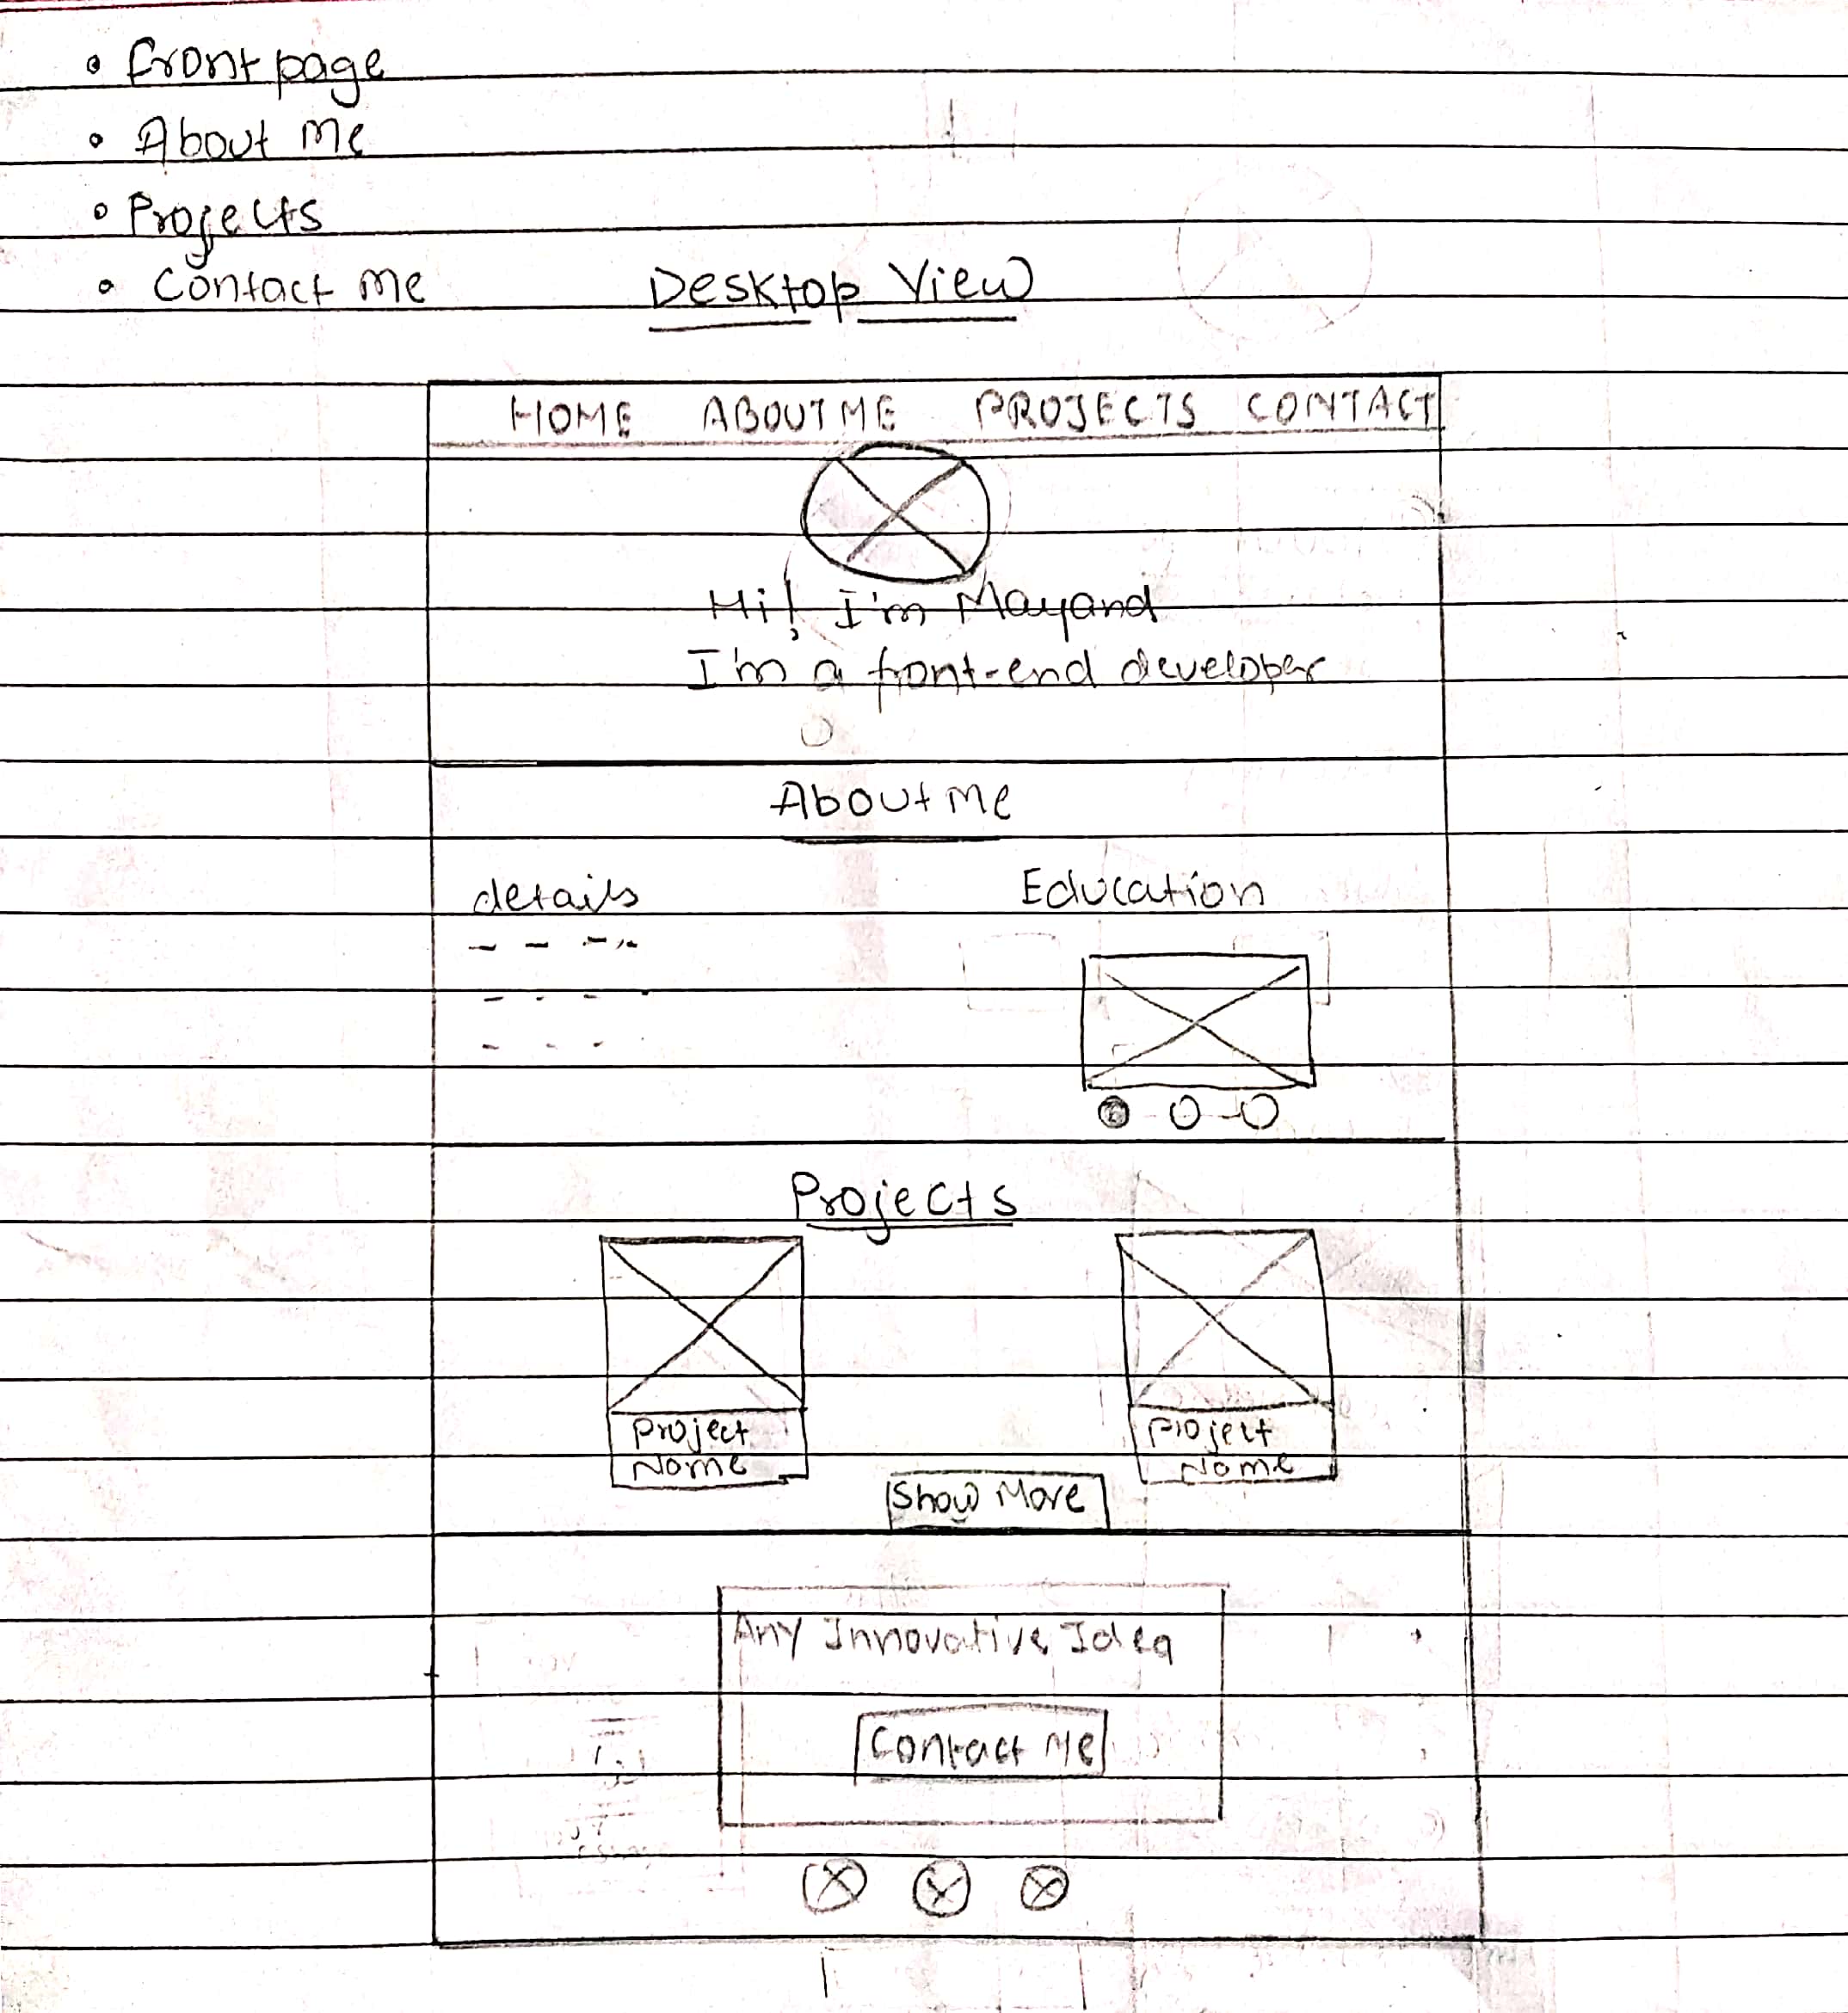 • Front page
• About Me
• Projects
• Contact Me
Desktop View
HOME ABOUT ME PROJECTS CONTACT
Hi! I'm Mayand
I'm a front-end developer
About Me
details
Education
Projects
Project
Name
Project
Name
Show More
Any Innovative Idea
Contact Me